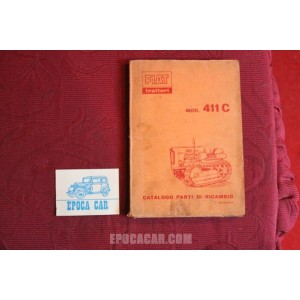 FIAT
trattori
MOD. 411 C
CATALOGO PARTI DI RICAMBIO
EPOCA CAR
EPOCACAR.COM